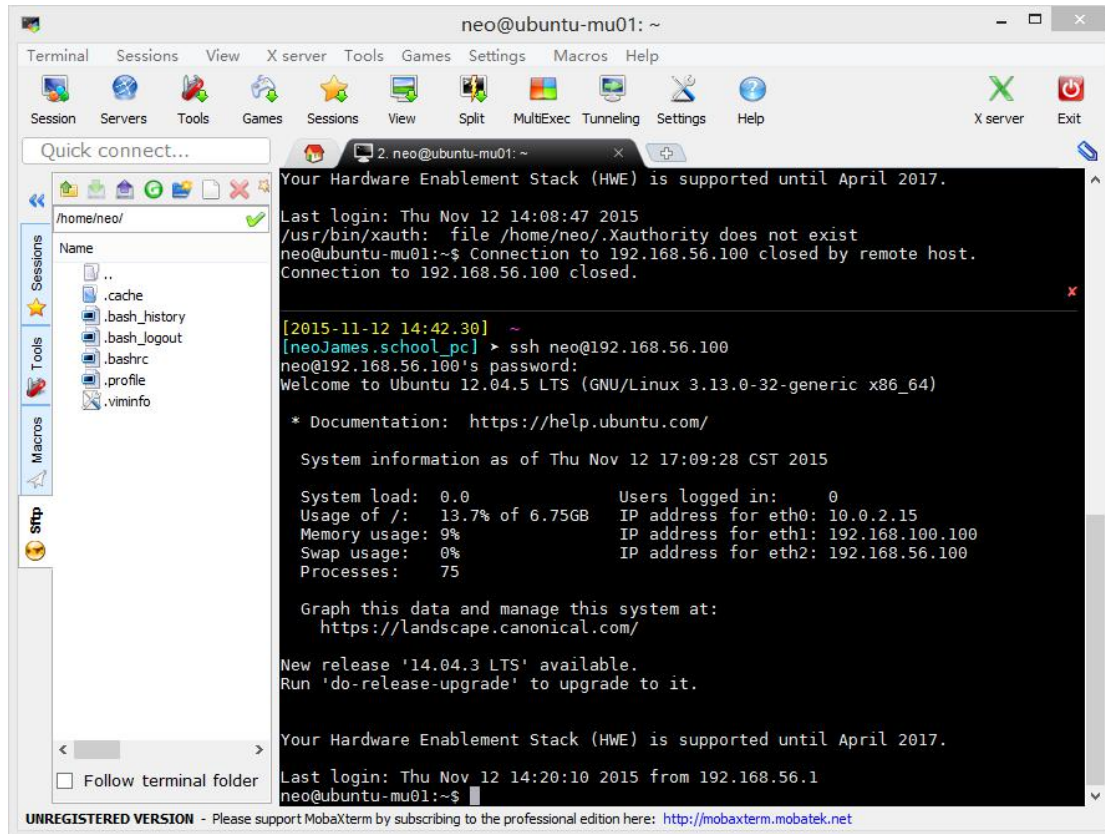 neo@ubuntu-mu01: ~
Terminal Sessions View X server Tools Games Settings Macros Help
Session Servers Tools Games Sessions View Split MultiExec Tunneling Settings Help X server Exit
Quick connect...
2. neo@ubuntu-mu01: ~
/home/neo/
Name
..
.cache
.bash_history
.bash_logout
.bashrc
.profile
.viminfo
Sessions
Tools
Macros
Sftp
Follow terminal folder
Your Hardware Enablement Stack (HWE) is supported until April 2017.
Last login: Thu Nov 12 14:08:47 2015
/usr/bin/xauth:  file /home/neo/.Xauthority does not exist
neo@ubuntu-mu01:~$ Connection to 192.168.56.100 closed by remote host.
Connection to 192.168.56.100 closed.
[2015-11-12 14:42.30]  ~
[neoJames.school_pc] ➤ ssh neo@192.168.56.100
neo@192.168.56.100's password:
Welcome to Ubuntu 12.04.5 LTS (GNU/Linux 3.13.0-32-generic x86_64)
* Documentation:  https://help.ubuntu.com/
System information as of Thu Nov 12 17:09:28 CST 2015
System load:  0.0                Users logged in:     0
Usage of /:   13.7% of 6.75GB    IP address for eth0: 10.0.2.15
Memory usage: 9%                 IP address for eth1: 192.168.100.100
Swap usage:   0%                 IP address for eth2: 192.168.56.100
Processes:    75
Graph this data and manage this system at:
https://landscape.canonical.com/
New release '14.04.3 LTS' available.
Run 'do-release-upgrade' to upgrade to it.
Your Hardware Enablement Stack (HWE) is supported until April 2017.
Last login: Thu Nov 12 14:20:10 2015 from 192.168.56.1
neo@ubuntu-mu01:~$
UNREGISTERED VERSION - Please support MobaXterm by subscribing to the professional edition here: http://mobaxterm.mobatek.net